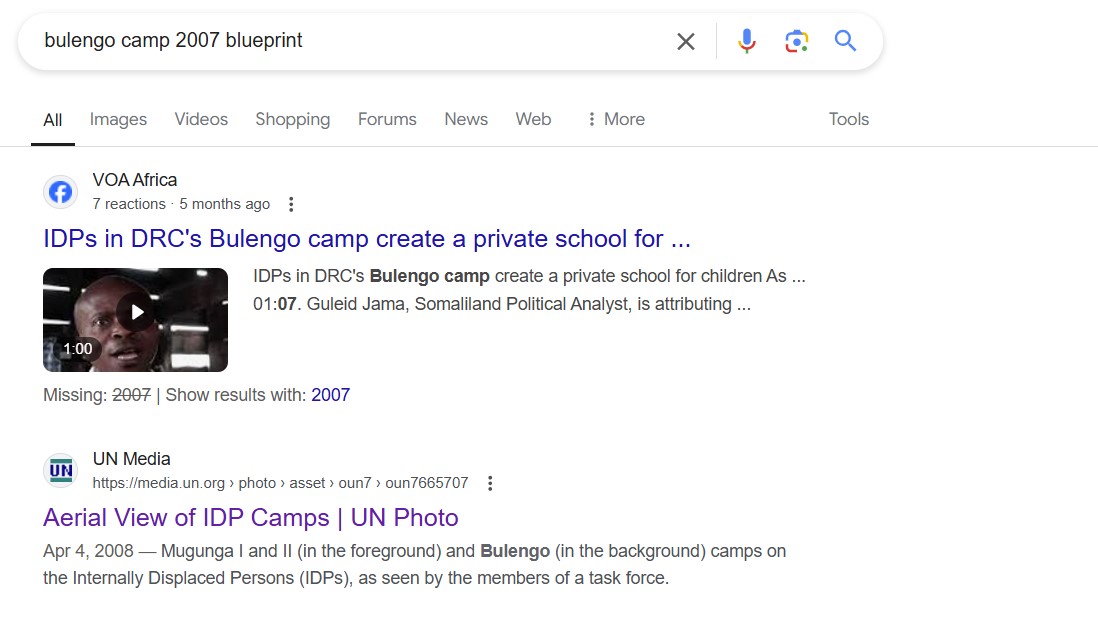 bulengo camp 2007 blueprint
All Images Videos Shopping Forums News Web More Tools
VOA Africa
7 reactions · 5 months ago
IDPs in DRC's Bulengo camp create a private school for ...
IDPs in DRC's Bulengo camp create a private school for children As ...
01:07. Guleid Jama, Somaliland Political Analyst, is attributing ...
1:00
Missing: 2007 | Show results with: 2007
UN Media
UN
https://media.un.org › photo › asset › oun7 › oun7665707
Aerial View of IDP Camps | UN Photo
Apr 4, 2008 — Mugunga I and II (in the foreground) and Bulengo (in the background) camps on
the Internally Displaced Persons (IDPs), as seen by the members of a task force.